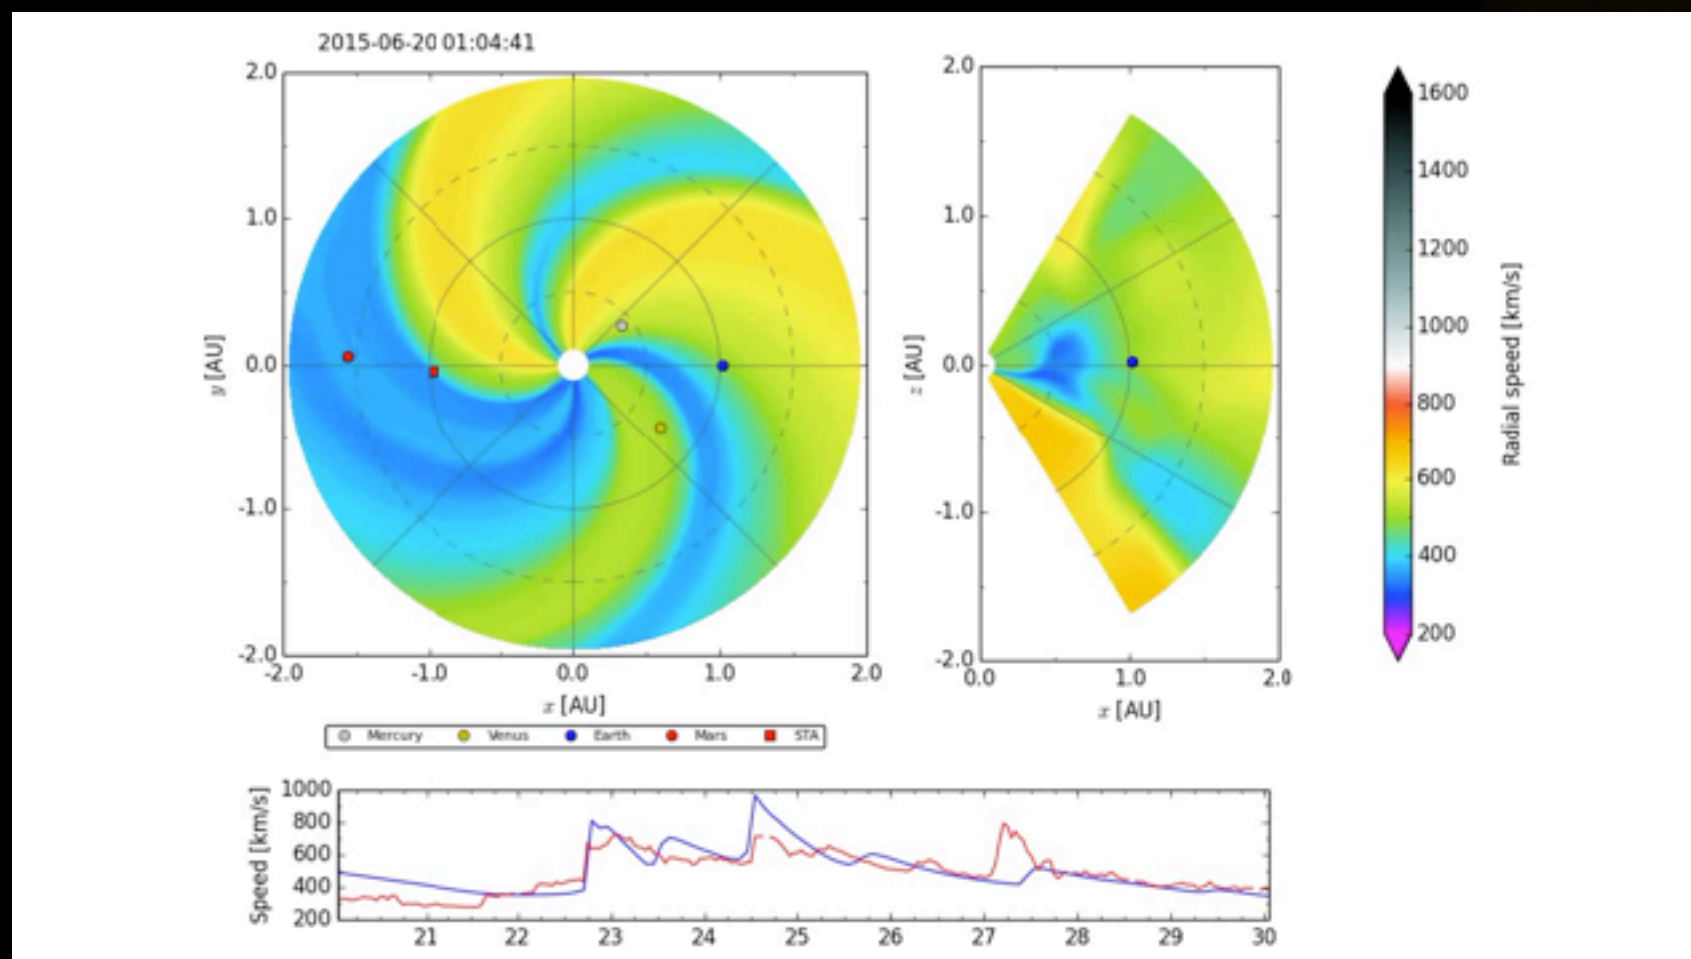 2015-06-20 01:04:41
2.0
1.0
0.0
-1.0
-2.0
y [AU]
-2.0 -1.0 0.0 1.0 2.0
x [AU]
2.0
1.0
0.0
-1.0
-2.0
z [AU]
0.0 1.0 2.0
x [AU]
1600
1400
1200
1000
800
600
400
200
Radial speed [km/s]
Mercury Venus Earth Mars STA
1000
800
600
400
200
Speed [km/s]
21 22 23 24 25 26 27 28 29 30